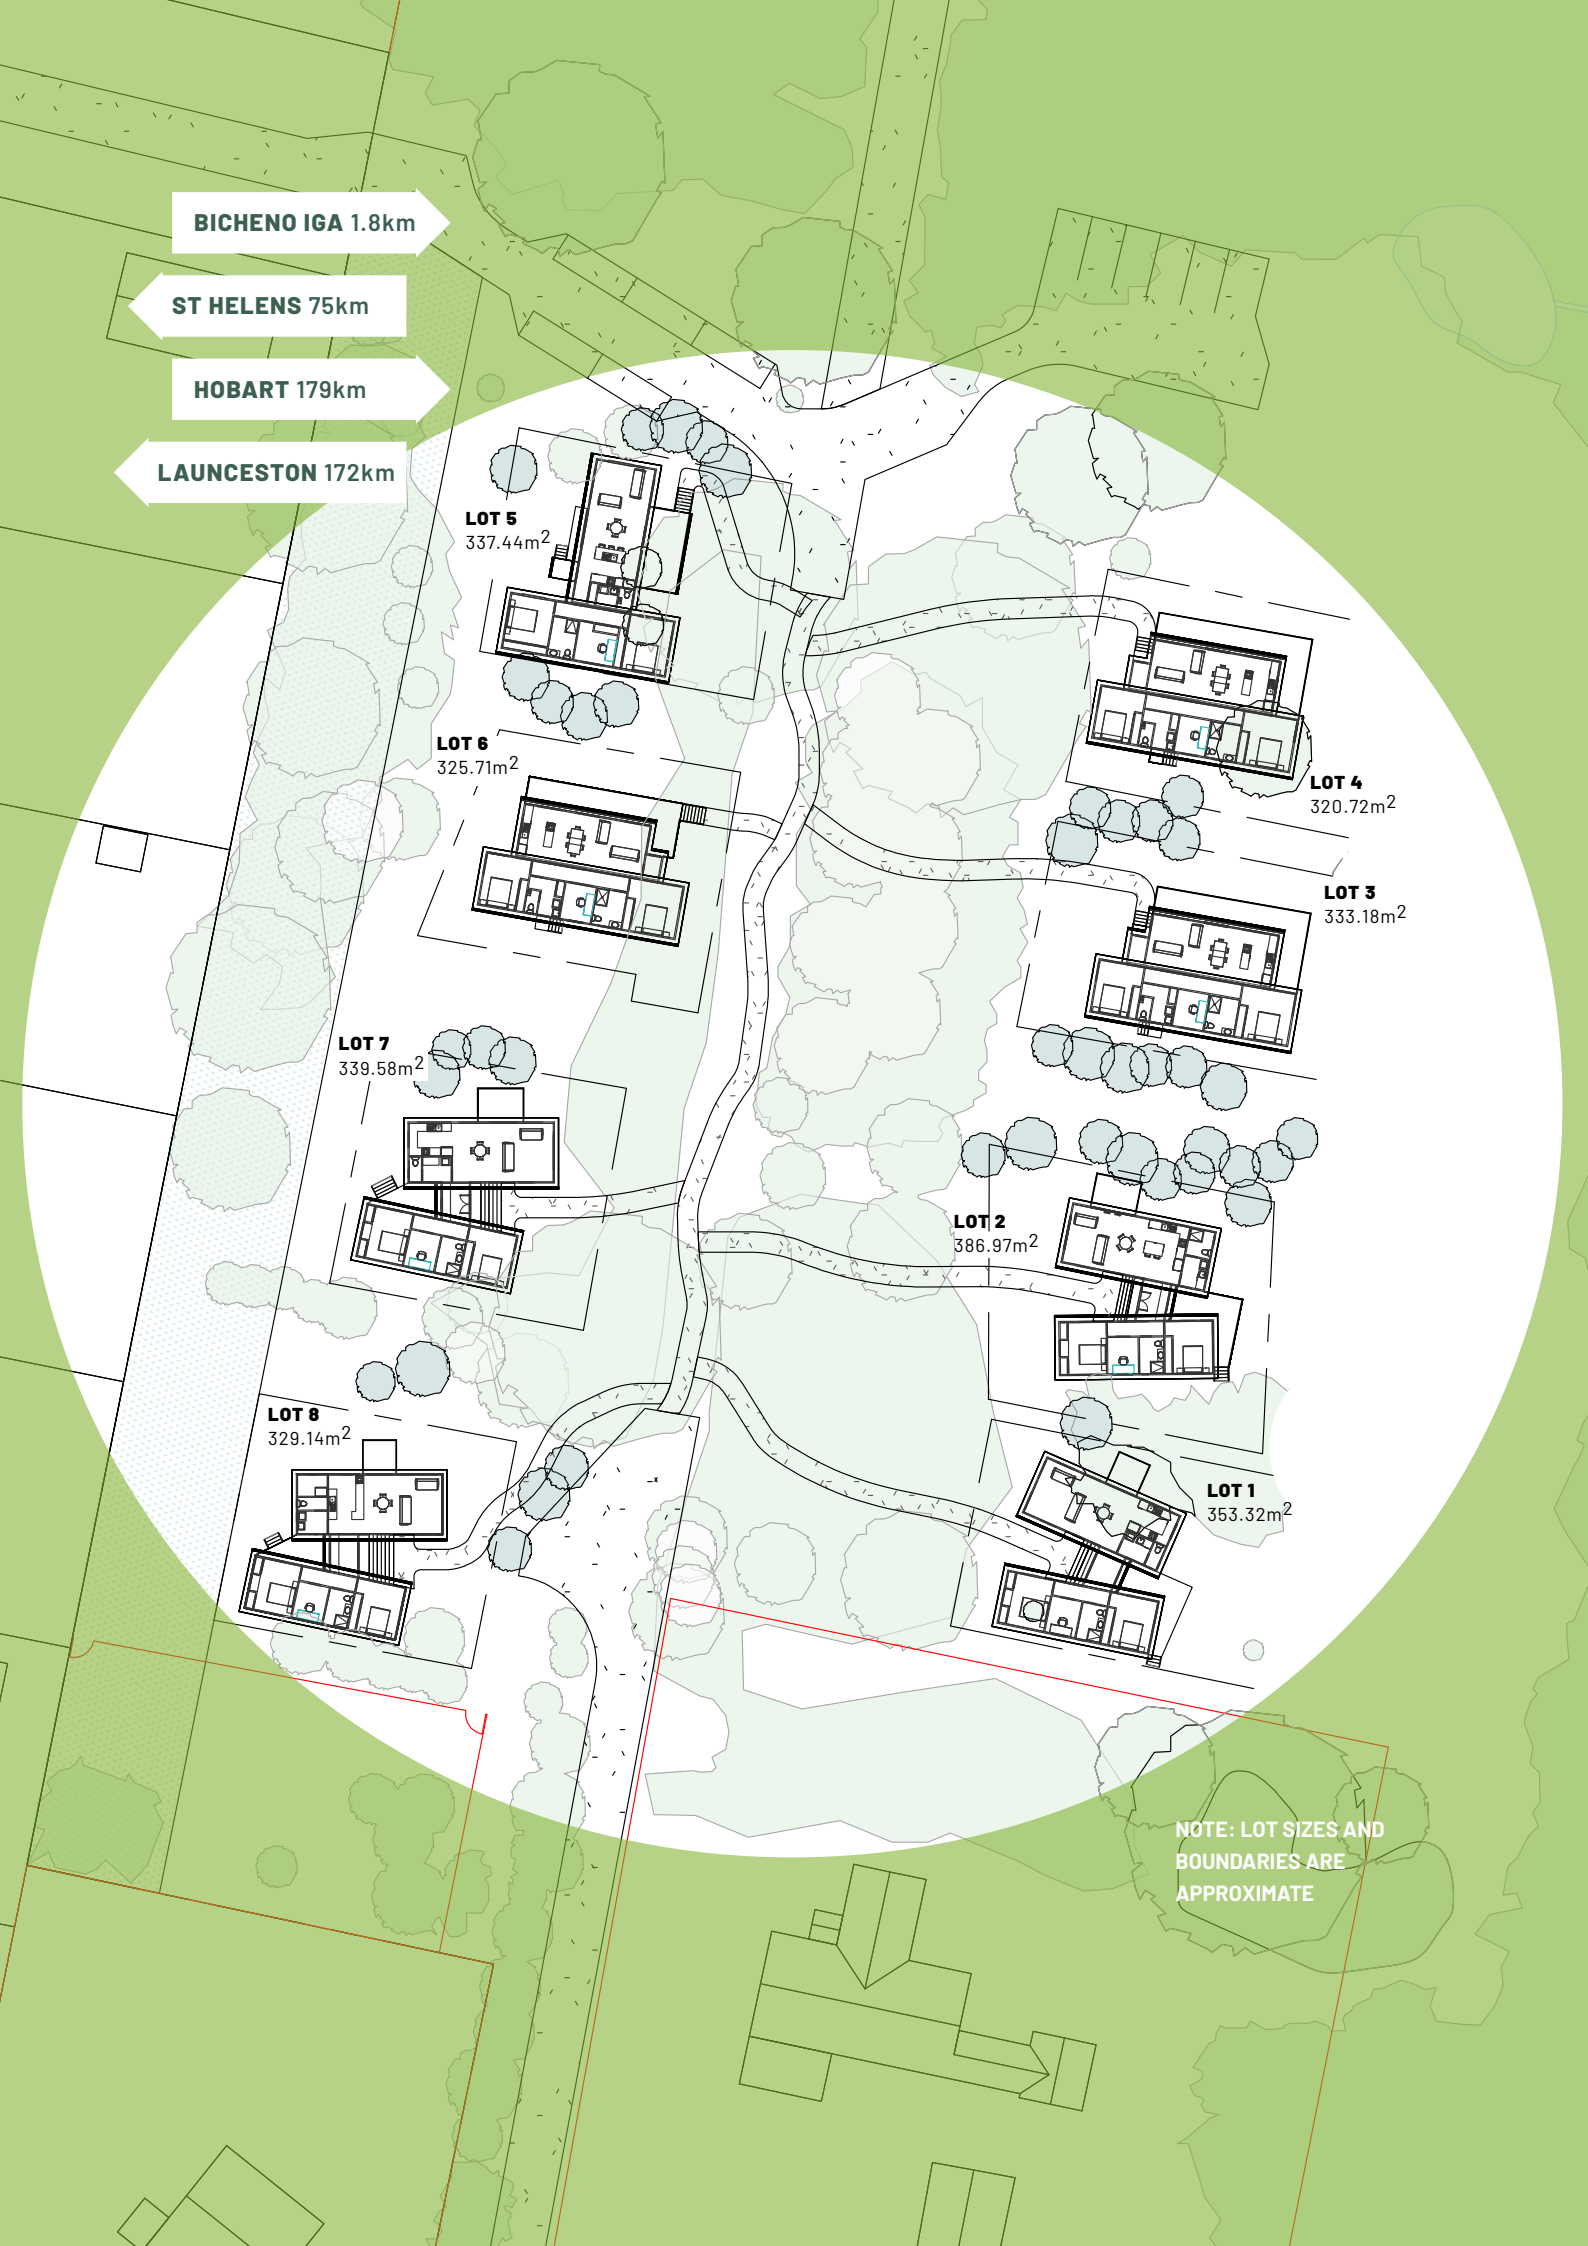 BICHENO IGA 1.8km
ST HELENS 75km
HOBART 179km
LAUNCESTON 172km
LOT 5
337.44m2
LOT 6
325.71m2
LOT 4
320.72m2
LOT 3
333.18m2
LOT 7
339.58m2
LOT 2
386.97m2
LOT 8
329.14m2
LOT 1
353.32m2
NOTE: LOT SIZES AND
BOUNDARIES ARE
APPROXIMATE